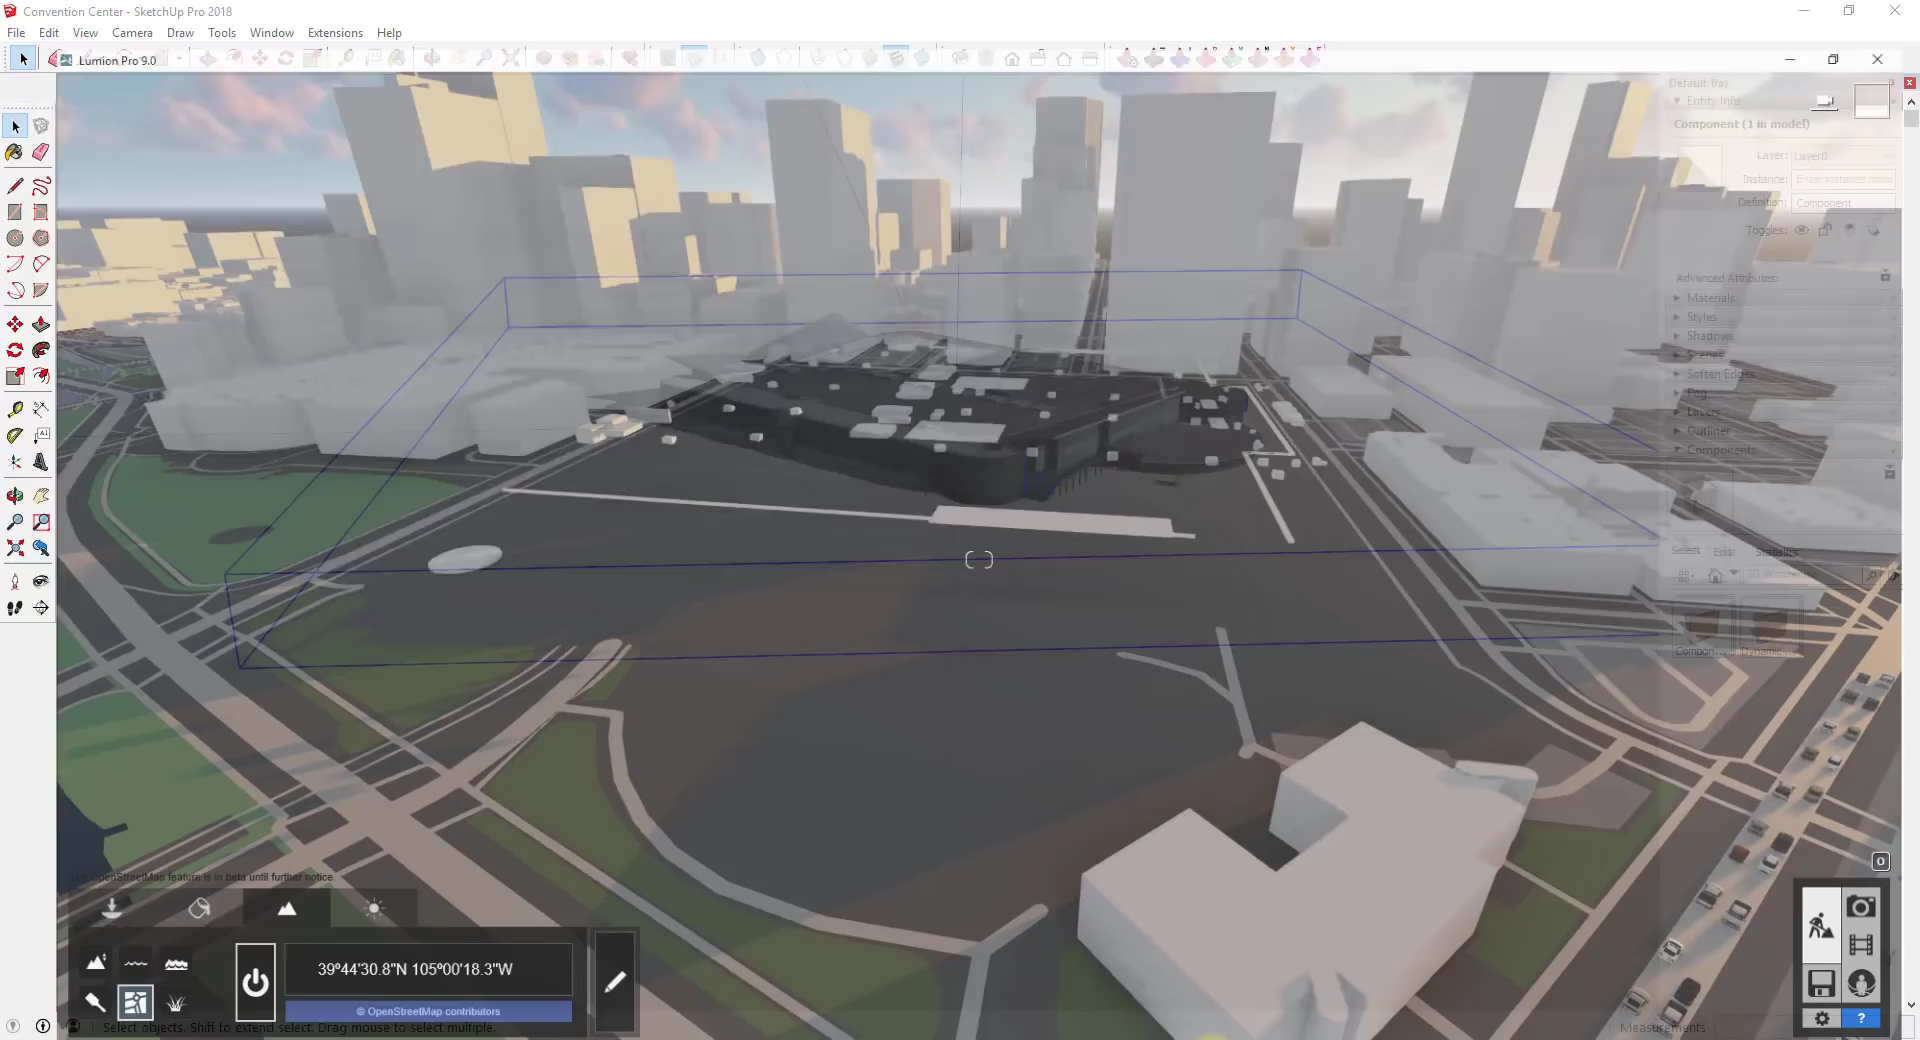 Convention Center - SketchUp Pro 2018
File Edit View Camera Draw Tools Window Extensions Help
Lumion Pro 9.0
Default Tray
Entity Info
Component (1 in model)
Layer: Layer0
Instance:
Definition: Component
Toggles:
Advanced Attributes:
Materials
Styles
Shadows
Scenes
Soften Edges
Fog
Layers
Outliner
Components
Select Edit Statistics
Compon... Dynamic...
OpenStreetMap feature is in beta until further notice.
39°44'30.8"N 105°00'18.3"W
© OpenStreetMap contributors
Select objects. Shift to extend select. Drag mouse to select multiple.
Measurements